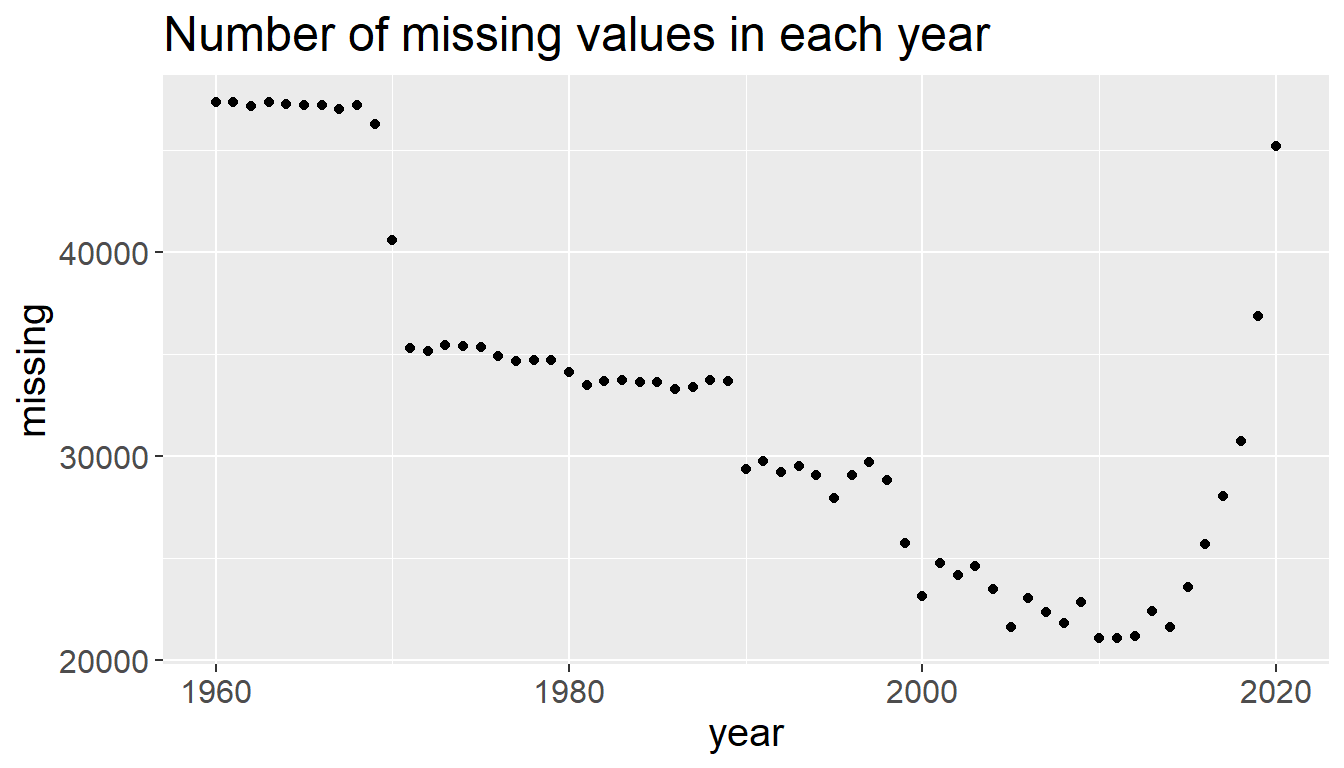 Number of missing values in each year
missing
40000
30000
20000
1960 1980 2000 2020
year